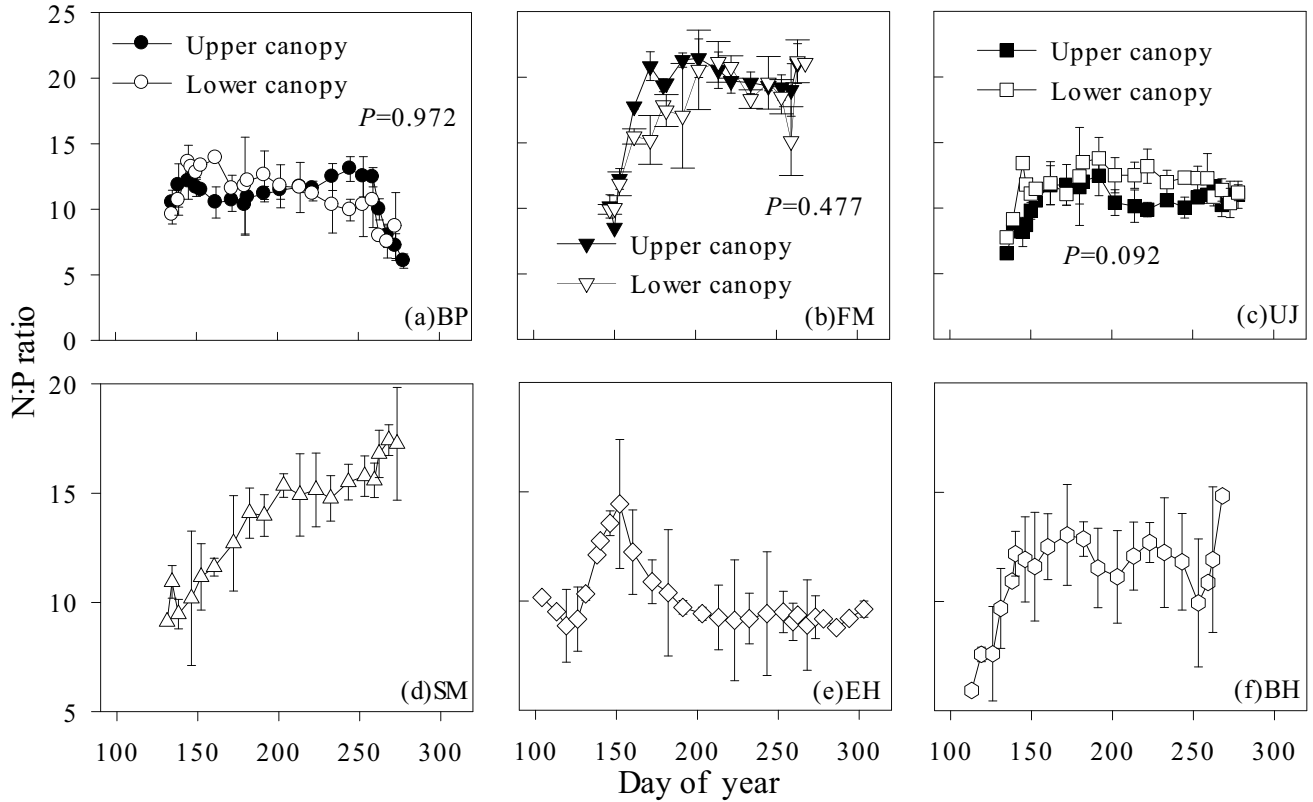 25
20
15
10
5
0
Upper canopy
Lower canopy
P=0.972
(a)BP
Upper canopy
Lower canopy
P=0.477
(b)FM
Upper canopy
Lower canopy
P=0.092
(c)UJ
N:P ratio
20
15
10
5
(d)SM
(e)EH
(f)BH
100 150 200 250 300
100 150 200 250 300
100 150 200 250 300
Day of year